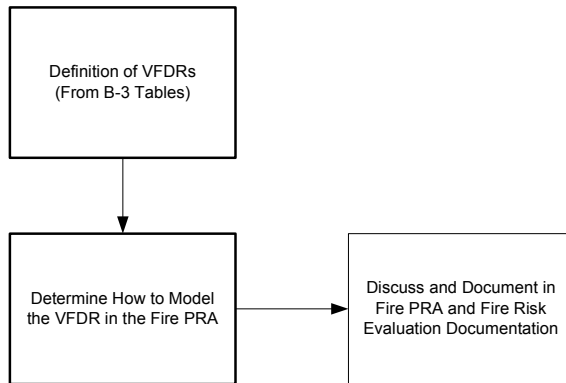 Definition of VFDRs
(From B-3 Tables)
Determine How to Model
the VFDR in the Fire PRA
Discuss and Document in
Fire PRA and Fire Risk
Evaluation Documentation